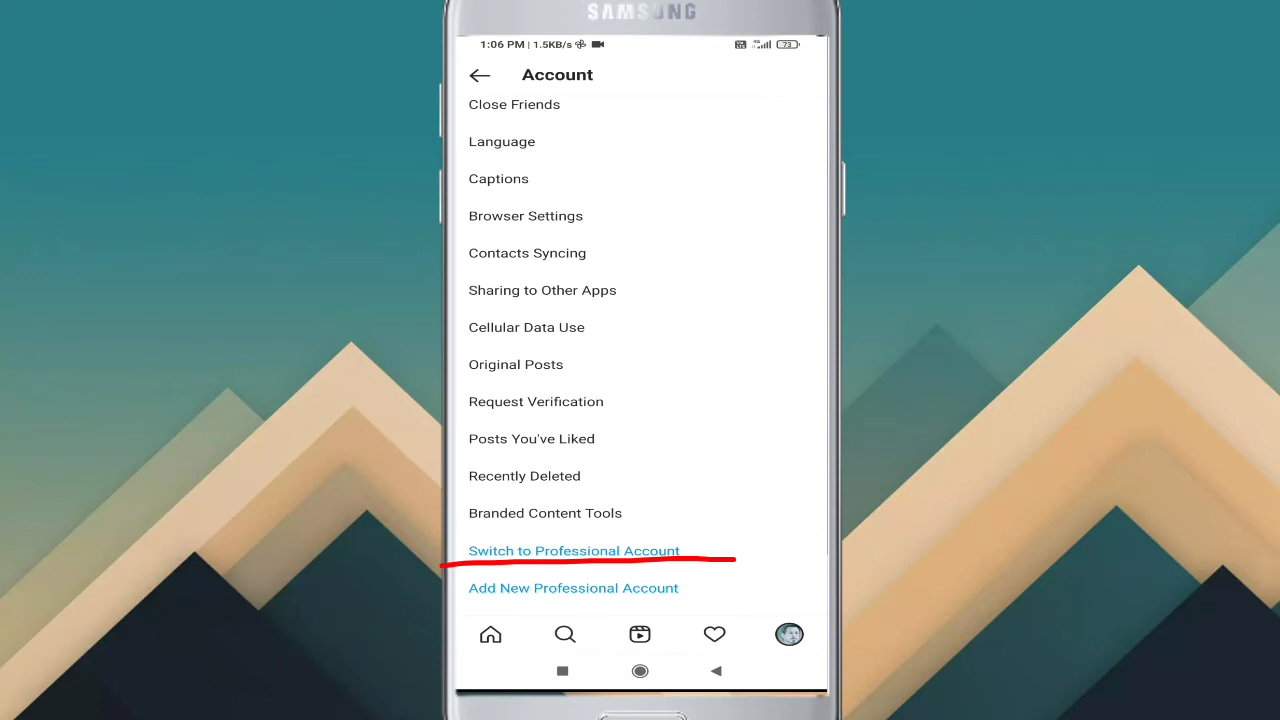 SAMSUNG
1:06 PM | 1.5KB/s 73
Account
Close Friends
Language
Captions
Browser Settings
Contacts Syncing
Sharing to Other Apps
Cellular Data Use
Original Posts
Request Verification
Posts You've Liked
Recently Deleted
Branded Content Tools
Switch to Professional Account
Add New Professional Account